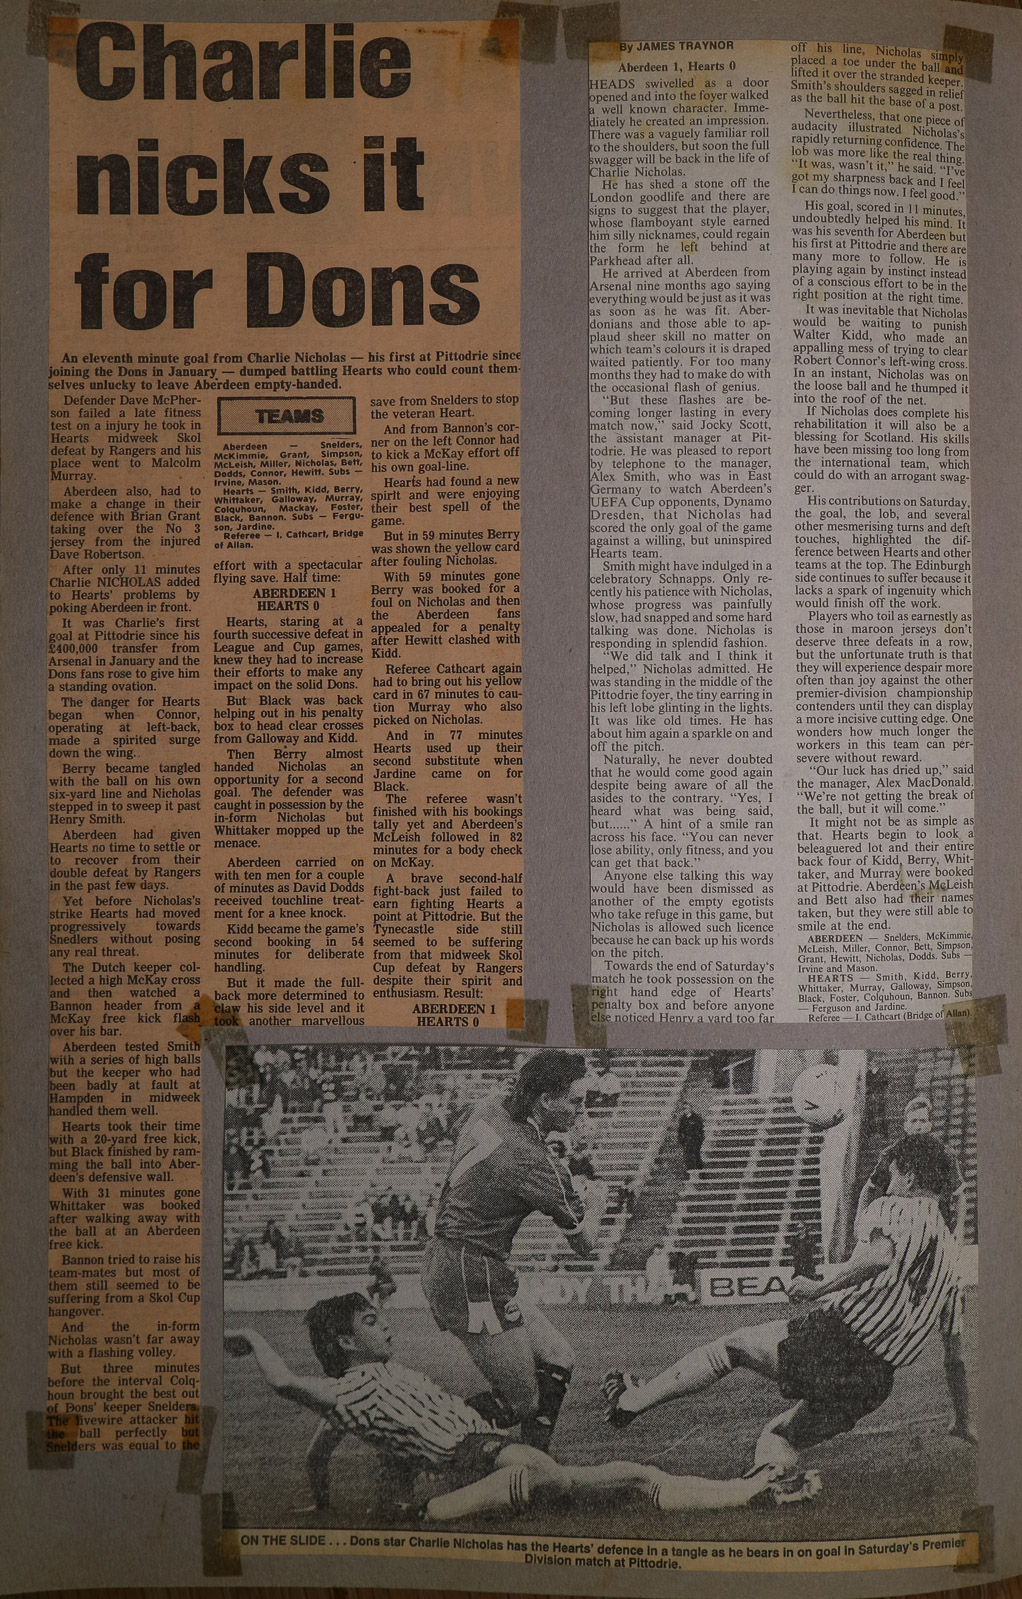 Charlie
nicks it
for Dons
An eleventh minute goal from Charlie Nicholas — his first at Pittodrie since
joining the Dons in January — dumped battling Hearts who could count them-
selves unlucky to leave Aberdeen empty-handed.
Defender Dave McPher-
son failed a late fitness
test on a injury he took in
Hearts midweek Skol
defeat by Rangers and his
place went to Malcolm
Murray.
Aberdeen also, had to
make a change in their
defence with Brian Grant
taking over the No 3
jersey from the injured
Dave Robertson.
After only 11 minutes
Charlie NICHOLAS added
to Hearts' problems by
poking Aberdeen ir front.
It was Charlie's first
goal at Pittodrie since his
£400,000 transfer from
Arsenal in January and the
Dons fans rose to give him
a standing ovation.
The danger for Hearts
began when Connor,
operating at left-back,
made a spirited surge
down the wing.
Berry became tangled
with the ball on his own
six-yard line and Nicholas
stepped in to sweep it past
Henry Smith.
Aberdeen had given
Hearts no time to settle or
to recover from their
double defeat by Rangers
in the past few days.
Yet before Nicholas's
strike Hearts had moved
progressively towards
Snedlers without posing
any real threat.
The Dutch keeper col-
lected a high McKay cross
and then watched a
Bannon header from a
McKay free kick flash
over his bar.
Aberdeen tested Smith
with a series of high balls
but the keeper who had
been badly at fault at
Hampden in midweek
handled them well.
Hearts took their time
with a 20-yard free kick,
but Black finished by ram-
ming the ball into Aber-
deen's defensive wall.
With 31 minutes gone
Whittaker was booked
after walking away with
the ball at an Aberdeen
free kick.
Bannon tried to raise his
team-mates but most of
them still seemed to be
suffering from a Skol Cup
hangover.
And the in-form
Nicholas wasn't far away
with a flashing volley.
But three minutes
before the interval Colq-
houn brought the best out
of Dons' keeper Snelders.
The livewire attacker hit
the ball perfectly but
Snelders was equal to the
TEAMS
Aberdeen — Snelders,
McKimmie, Grant, Simpson,
McLeish, Miller, Nicholas, Bett,
Dodds, Connor, Hewitt. Subs —
Irvine, Mason.
Hearts — Smith, Kidd, Berry,
Whittaker, Galloway, Murray,
Colquhoun, Mackay, Foster,
Black, Bannon. Subs — Fergu-
son, Jardine.
Referee — I. Cathcart, Bridge
of Allan.
effort with a spectacular
flying save. Half time:
ABERDEEN 1
HEARTS 0
Hearts, staring at a
fourth successive defeat in
League and Cup games,
knew they had to increase
their efforts to make any
impact on the solid Dons.
But Black was back
helping out in his penalty
box to head clear crosses
from Galloway and Kidd.
Then Berry almost
handed Nicholas an
opportunity for a second
goal. The defender was
caught in possession by the
in-form Nicholas but
Whittaker mopped up the
menace.
Aberdeen carried on
with ten men for a couple
of minutes as David Dodds
received touchline treat-
ment for a knee knock.
Kidd became the game's
second booking in 54
minutes for deliberate
handling.
But it made the full-
back more determined to
claw his side level and it
took another marvellous
save from Snelders to stop
the veteran Heart.
And from Bannon's cor-
ner on the left Connor had
to kick a McKay effort off
his own goal-line.
Hearts had found a new
spirit and were enjoying
their best spell of the
game.
But in 59 minutes Berry
was shown the yellow card
after fouling Nicholas.
With 59 minutes gone
Berry was booked for a
foul on Nicholas and then
the Aberdeen fans
appealed for a penalty
after Hewitt clashed with
Kidd.
Referee Cathcart again
had to bring out his yellow
card in 67 minutes to cau-
tion Murray who also
picked on Nicholas.
And in 77 minutes
Hearts used up their
second substitute when
Jardine came on for
Black.
The referee wasn't
finished with his bookings
tally yet and Aberdeen's
McLeish followed in 82
minutes for a body check
on McKay.
A brave second-half
fight-back just failed to
earn fighting Hearts a
point at Pittodrie. But the
Tynecastle side still
seemed to be suffering
from that midweek Skol
Cup defeat by Rangers
despite their spirit and
enthusiasm. Result:
ABERDEEN 1
HEARTS 0
By JAMES TRAYNOR
Aberdeen 1, Hearts 0
HEADS swivelled as a door
opened and into the foyer walked
a well known character. Imme-
diately he created an impression.
There was a vaguely familiar roll
to the shoulders, but soon the full
swagger will be back in the life of
Charlie Nicholas.
He has shed a stone off the
London goodlife and there are
signs to suggest that the player,
whose flamboyant style earned
him silly nicknames, could regain
the form he left behind at
Parkhead after all.
He arrived at Aberdeen from
Arsenal nine months ago saying
everything would be just as it was
as soon as he was fit. Aber-
donians and those able to ap-
plaud sheer skill no matter on
which team's colours it is draped
waited patiently. For too many
months they had to make do with
the occasional flash of genius.
"But these flashes are be-
coming longer lasting in every
match now," said Jocky Scott,
the assistant manager at Pit-
todrie. He was pleased to report
by telephone to the manager,
Alex Smith, who was in East
Germany to watch Aberdeen's
UEFA Cup opponents, Dynamo
Dresden, that Nicholas had
scored the only goal of the game
against a willing, but uninspired
Hearts team.
Smith might have indulged in a
celebratory Schnapps. Only re-
cently his patience with Nicholas,
whose progress was painfully
slow, had snapped and some hard
talking was done. Nicholas is
responding in splendid fashion.
"We did talk and I think it
helped," Nicholas admitted. He
was standing in the middle of the
Pittodrie foyer, the tiny earring in
his left lobe glinting in the lights.
It was like old times. He has
about him again a sparkle on and
off the pitch.
Naturally, he never doubted
that he would come good again
despite being aware of all the
asides to the contrary. "Yes, I
heard what was being said,
but......" A hint of a smile ran
across his face. "You can never
lose ability, only fitness, and you
can get that back."
Anyone else talking this way
would have been dismissed as
another of the empty egotists
who take refuge in this game, but
Nicholas is allowed such licence
because he can back up his words
on the pitch.
Towards the end of Saturday's
match he took possession on the
right hand edge of Hearts'
penalty box and before anyone
else noticed Henry a yard too far
off his line, Nicholas simply
placed a toe under the ball and
lifted it over the stranded keeper.
Smith's shoulders sagged in relief
as the ball hit the base of a post.
Nevertheless, that one piece of
audacity illustrated Nicholas's
rapidly returning confidence. The
lob was more like the real thing.
"It was, wasn't it," he said. "I've
got my sharpness back and I feel
I can do things now. I feel good."
His goal, scored in 11 minutes,
undoubtedly helped his mind. It
was his seventh for Aberdeen but
his first at Pittodrie and there are
many more to follow. He is
playing again by instinct instead
of a conscious effort to be in the
right position at the right time.
It was inevitable that Nicholas
would be waiting to punish
Walter Kidd, who made an
appalling mess of trying to clear
Robert Connor's left-wing cross.
In an instant, Nicholas was on
the loose ball and he thumped it
into the roof of the net.
If Nicholas does complete his
rehabilitation it will also be a
blessing for Scotland. His skills
have been missing too long from
the international team, which
could do with an arrogant swag-
ger.
His contributions on Saturday,
the goal, the lob, and several
other mesmerising turns and deft
touches, highlighted the dif-
ference between Hearts and other
teams at the top. The Edinburgh
side continues to suffer because it
lacks a spark of ingenuity which
would finish off the work.
Players who toil as earnestly as
those in maroon jerseys don't
deserve three defeats in a row,
but the unfortunate truth is that
they will experience despair more
often than joy against the other
premier-division championship
contenders until they can display
a more incisive cutting edge. One
wonders how much longer the
workers in this team can per-
severe without reward.
"Our luck has dried up," said
the manager, Alex MacDonald.
"We're not getting the break of
the ball, but it will come."
It might not be as simple as
that. Hearts begin to look a
beleaguered lot and their entire
back four of Kidd, Berry, Whit-
taker, and Murray were booked
at Pittodrie. Aberdeen's McLeish
and Bett also had their names
taken, but they were still able to
smile at the end.
ABERDEEN — Snelders, McKimmie,
McLeish, Miller, Connor, Bett, Simpson,
Grant, Hewitt, Nicholas, Dodds. Subs —
Irvine and Mason.
HEARTS — Smith, Kidd, Berry,
Whittaker, Murray, Galloway, Simpson,
Black, Foster, Colquhoun, Bannon. Subs
— Ferguson and Jardine.
Referee — I. Cathcart (Bridge of Allan).
DY THA
BEA
ON THE SLIDE . . . Dons star Charlie Nicholas has the Hearts' defence in a tangle as he bears in on goal in Saturday's Premier
Division match at Pittodrie.